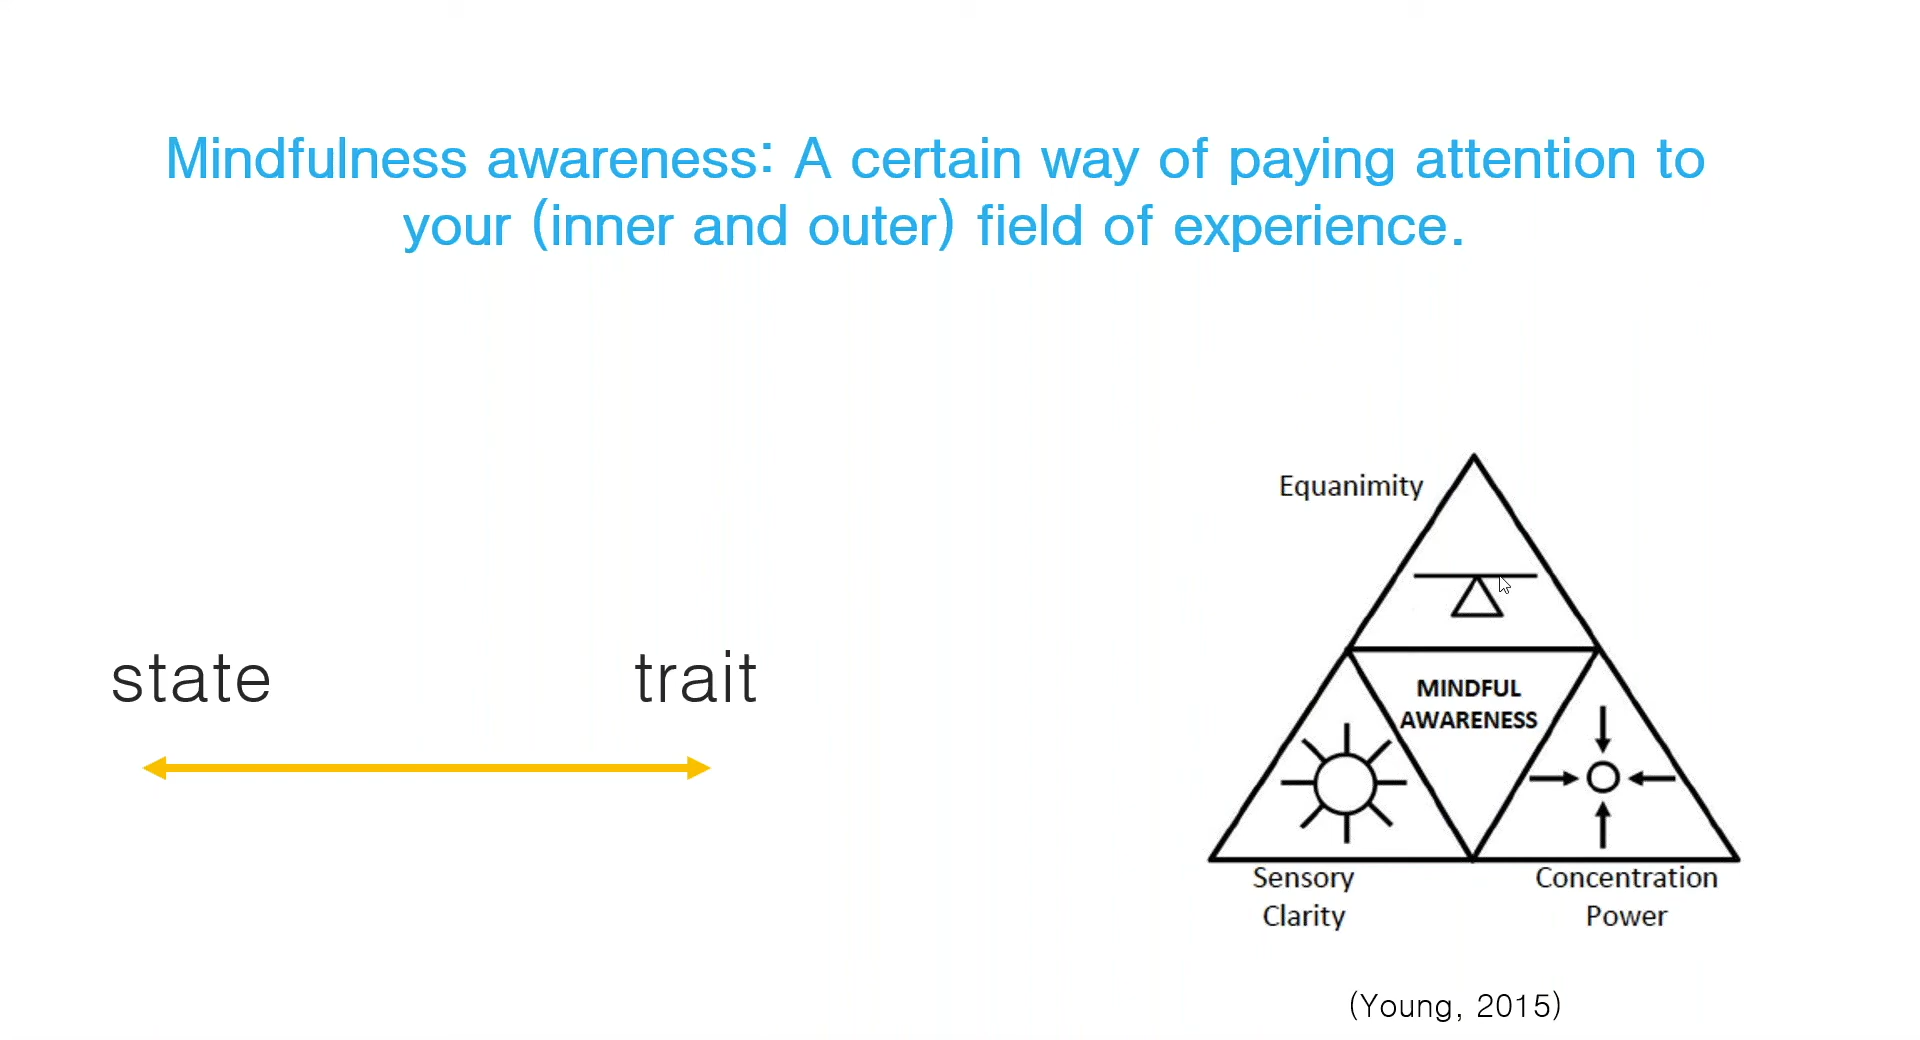 Mindfulness awareness: A certain way of paying attention to
your (inner and outer) field of experience.
state
trait
Equanimity
MINDFUL
AWARENESS
Sensory
Clarity
Concentration
Power
(Young, 2015)